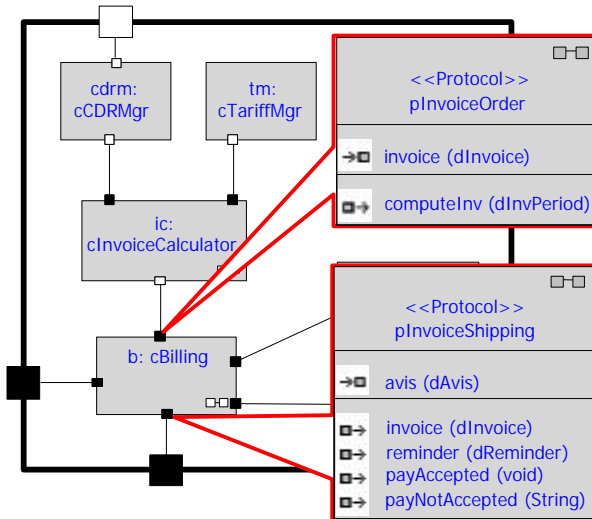 cdrm:
cCDRMgr
tm:
cTariffMgr
<<Protocol>>
pInvoiceOrder
invoice (dInvoice)
computeInv (dInvPeriod)
ic:
cInvoiceCalculator
<<Protocol>>
pInvoiceShipping
b: cBilling
avis (dAvis)
invoice (dInvoice)
reminder (dReminder)
payAccepted (void)
payNotAccepted (String)